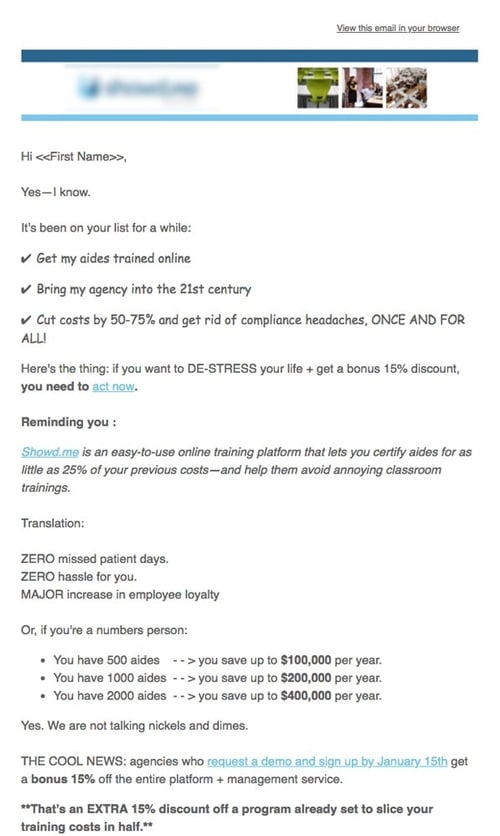 View this email in your browser
showd.me
Hi <<First Name>>,
Yes—I know.
It's been on your list for a while:
✔ Get my aides trained online
✔ Bring my agency into the 21st century
✔ Cut costs by 50-75% and get rid of compliance headaches, ONCE AND FOR
ALL!
Here's the thing: if you want to DE-STRESS your life + get a bonus 15% discount,
you need to act now.
Reminding you :
Showd.me is an easy-to-use online training platform that lets you certify aides for as
little as 25% of your previous costs—and help them avoid annoying classroom
trainings.
Translation:
ZERO missed patient days.
ZERO hassle for you.
MAJOR increase in employee loyalty
Or, if you're a numbers person:
• You have 500 aides - - > you save up to $100,000 per year.
• You have 1000 aides - - > you save up to $200,000 per year.
• You have 2000 aides - - > you save up to $400,000 per year.
Yes. We are not talking nickels and dimes.
THE COOL NEWS: agencies who request a demo and sign up by January 15th get
a bonus 15% off the entire platform + management service.
**That's an EXTRA 15% discount off a program already set to slice your
training costs in half.**